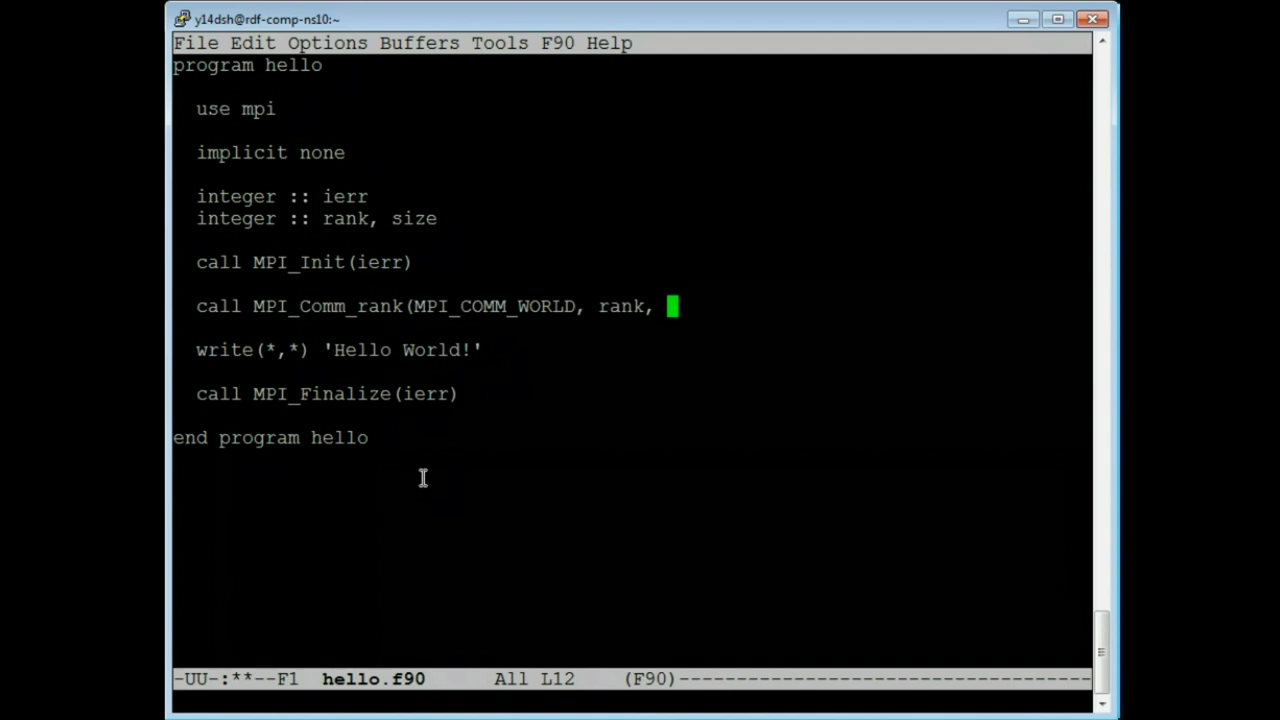 y14dsh@rdf-comp-ns10:~
File Edit Options Buffers Tools F90 Help
program hello
use mpi
implicit none
integer :: ierr
integer :: rank, size
call MPI_Init(ierr)
call MPI_Comm_rank(MPI_COMM_WORLD, rank,
write(*,*) 'Hello World!'
call MPI_Finalize(ierr)
end program hello
-UU-:**--F1  hello.f90      All L12    (F90)------------------------------------